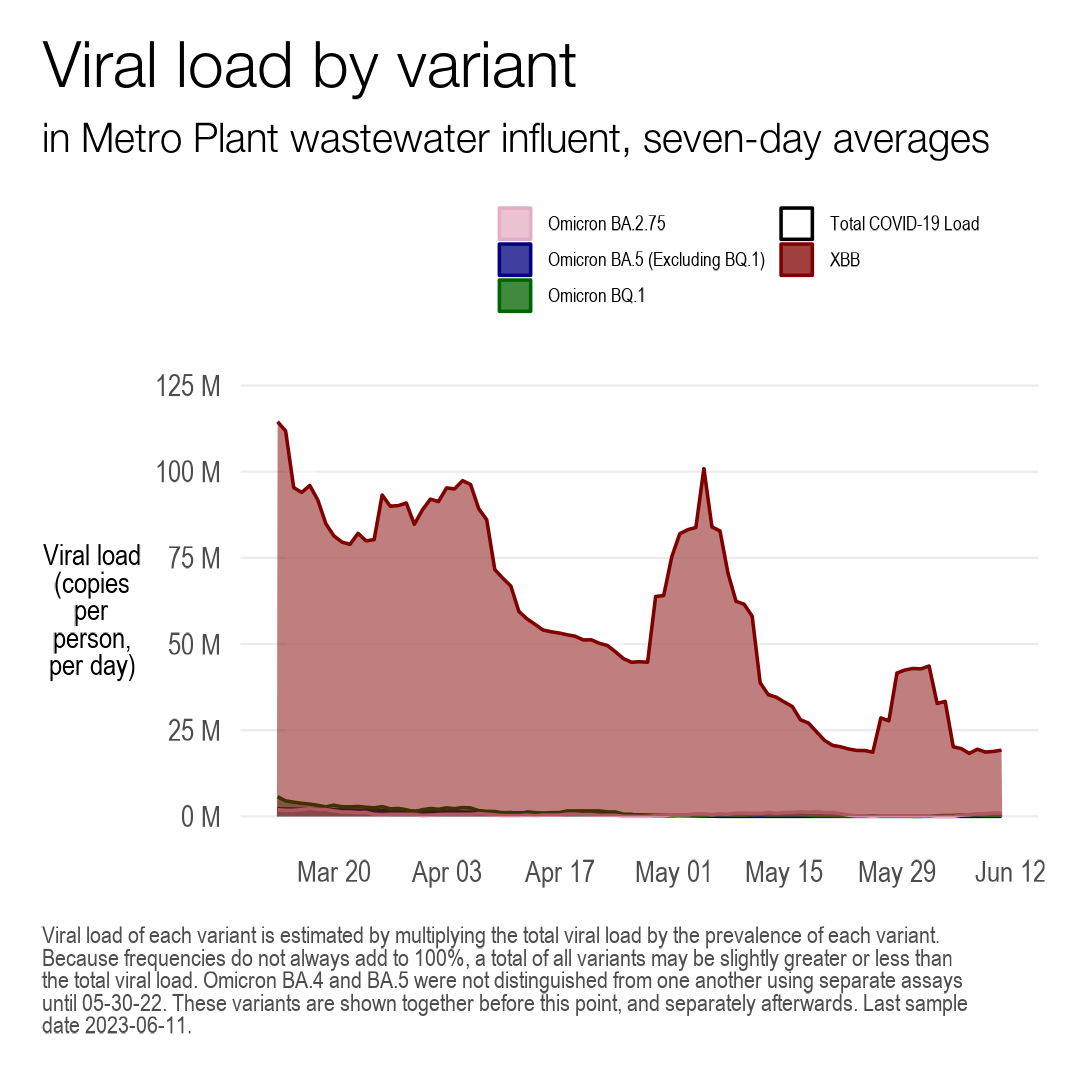 Viral load by variant
in Metro Plant wastewater influent, seven-day averages
Omicron BA.2.75
Omicron BA.5 (Excluding BQ.1)
Omicron BQ.1
Total COVID-19 Load
XBB
125 M
100 M
75 M
50 M
25 M
0 M
Viral load
(copies
per
person,
per day)
Mar 20
Apr 03
Apr 17
May 01
May 15
May 29
Jun 12
Viral load of each variant is estimated by multiplying the total viral load by the prevalence of each variant.
Because frequencies do not always add to 100%, a total of all variants may be slightly greater or less than
the total viral load. Omicron BA.4 and BA.5 were not distinguished from one another using separate assays
until 05-30-22. These variants are shown together before this point, and separately afterwards. Last sample
date 2023-06-11.